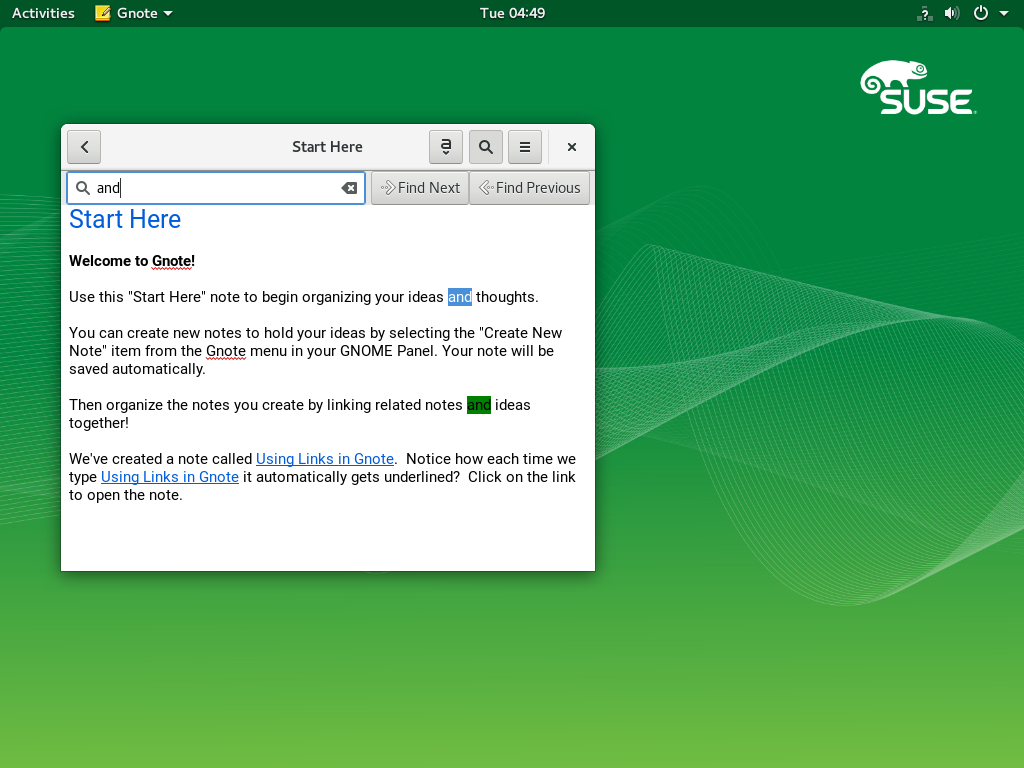 Activities Gnote Tue 04:49
SUSE
Start Here
and Find Next Find Previous
Start Here
Welcome to Gnote!
Use this "Start Here" note to begin organizing your ideas and thoughts.
You can create new notes to hold your ideas by selecting the "Create New
Note" item from the Gnote menu in your GNOME Panel. Your note will be
saved automatically.
Then organize the notes you create by linking related notes and ideas
together!
We've created a note called Using Links in Gnote.  Notice how each time we
type Using Links in Gnote it automatically gets underlined?  Click on the link
to open the note.